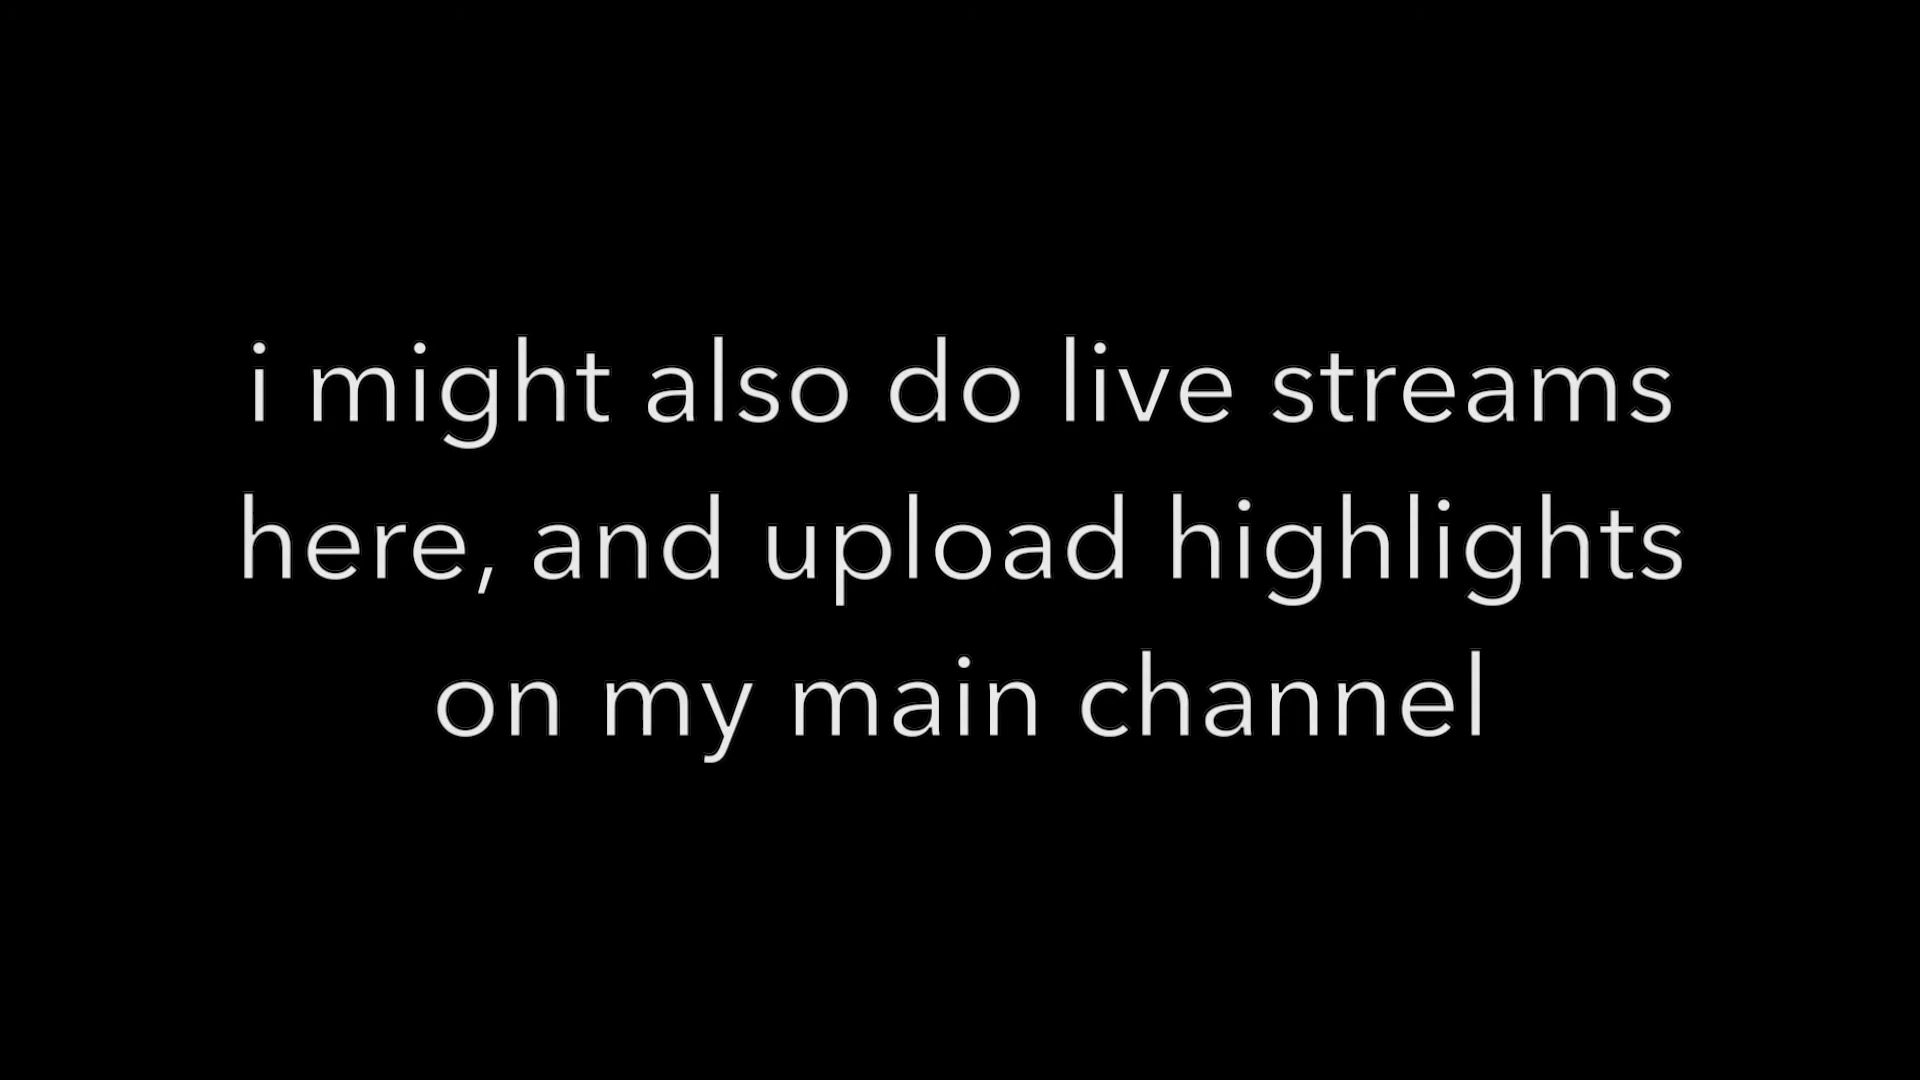 i might also do live streams
here, and upload highlights
on my main channel